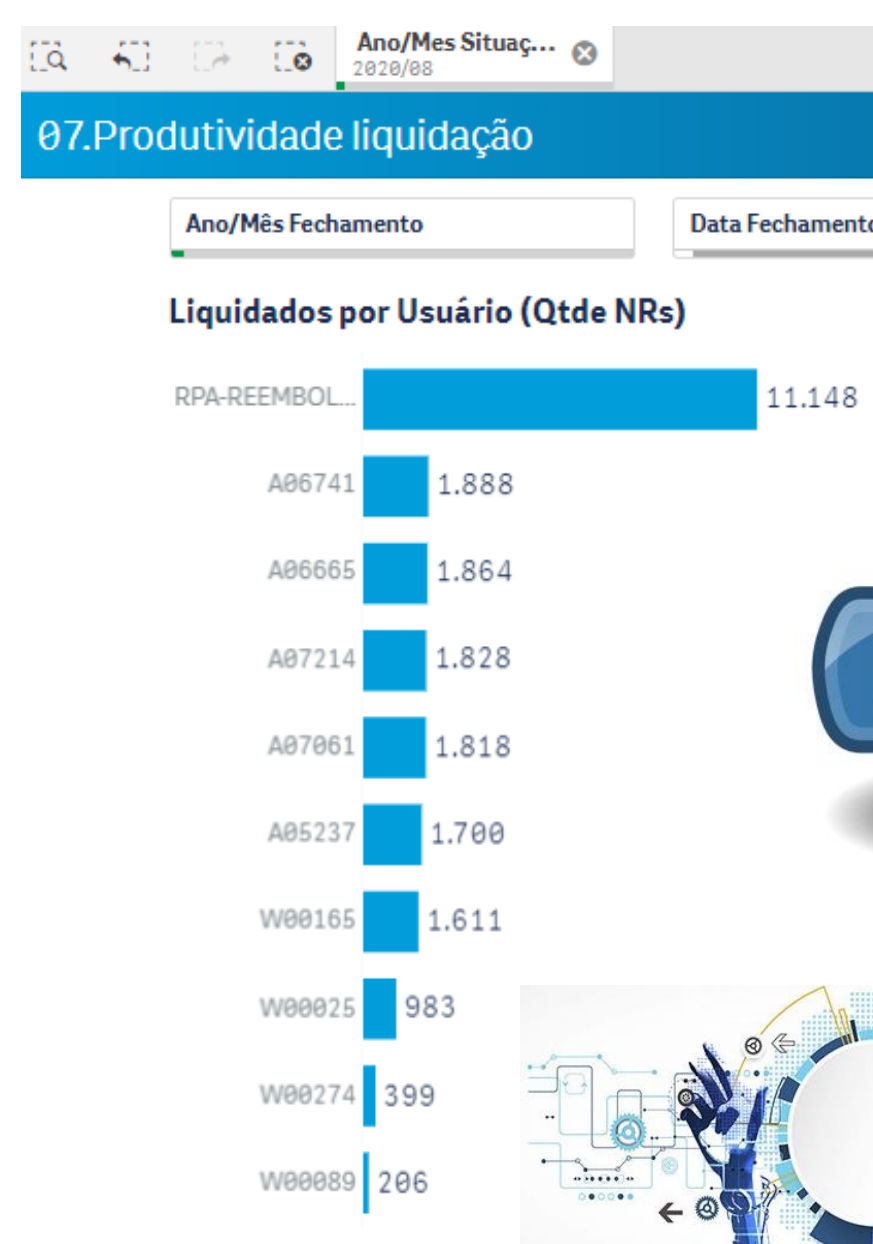 Ano/Mes Situaç...
2020/08
07.Produtividade liquidação
Ano/Mês Fechamento
Data Fechamento
Liquidados por Usuário (Qtde NRs)
RPA-REEMBOL... 11.148
A06741 1.888
A06665 1.864
A07214 1.828
A07061 1.818
A05237 1.700
W00165 1.611
W00025 983
W00274 399
W00089 206